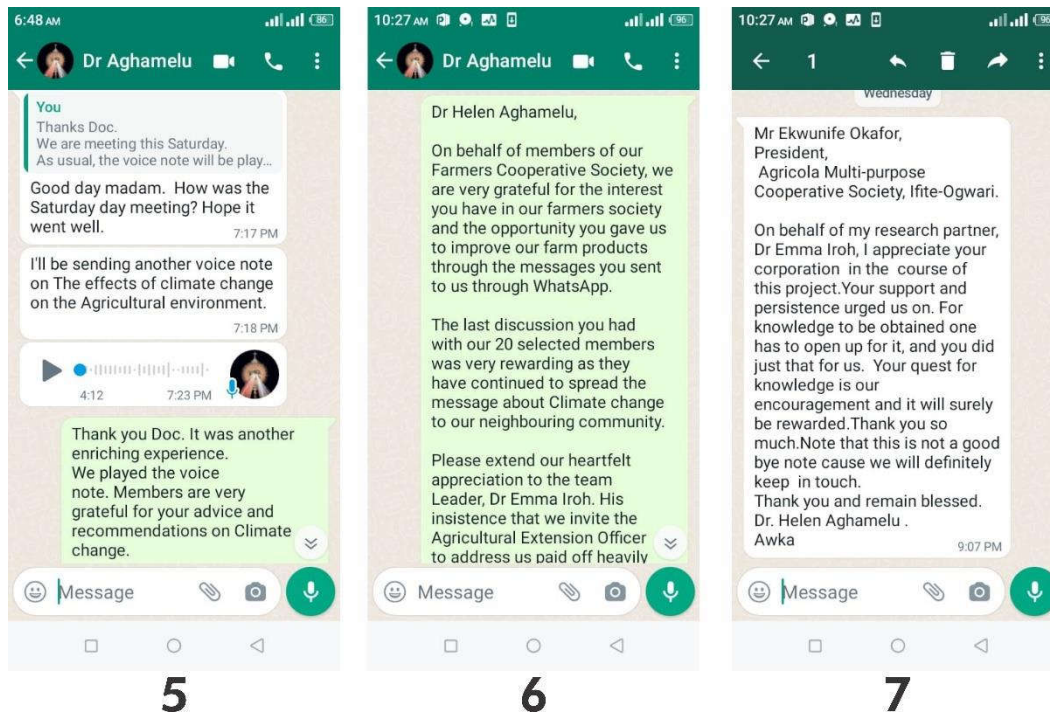 6:48 AM
86
Dr Aghamelu
You
Thanks Doc.
We are meeting this Saturday.
As usual, the voice note will be play...
Good day madam.  How was the
Saturday day meeting? Hope it
went well.
7:17 PM
I'll be sending another voice note
on The effects of climate change
on the Agricultural environment.
7:18 PM
4:12
7:23 PM
Thank you Doc. It was another
enriching experience.
We played the voice
note. Members are very
grateful for your advice and
recommendations on Climate
change.
Message
5
10:27 AM
96
Dr Aghamelu
Dr Helen Aghamelu,
On behalf of members of our
Farmers Cooperative Society, we
are very grateful for the interest
you have in our farmers society
and the opportunity you gave us
to improve our farm products
through the messages you sent
to us through WhatsApp.
The last discussion you had
with our 20 selected members
was very rewarding as they
have continued to spread the
message about Climate change
to our neighbouring community.
Please extend our heartfelt
appreciation to the team
Leader, Dr Emma Iroh. His
insistence that we invite the
Agricultural Extension Officer
to address us paid off heavily
Message
6
10:27 AM
96
1
Wednesday
Mr Ekwunife Okafor,
President,
Agricola Multi-purpose
Cooperative Society, Ifite-Ogwari.
On behalf of my research partner,
Dr Emma Iroh, I appreciate your
corporation  in the  course of
this project.Your support and
persistence urged us on. For
knowledge to be obtained one
has to open up for it, and you did
just that for us.  Your quest for
knowledge is our
encouragement and it will surely
be rewarded.Thank you so
much.Note that this is not a good
bye note cause we will definitely
keep  in touch.
Thank you and remain blessed.
Dr. Helen Aghamelu .
Awka
9:07 PM
Message
7